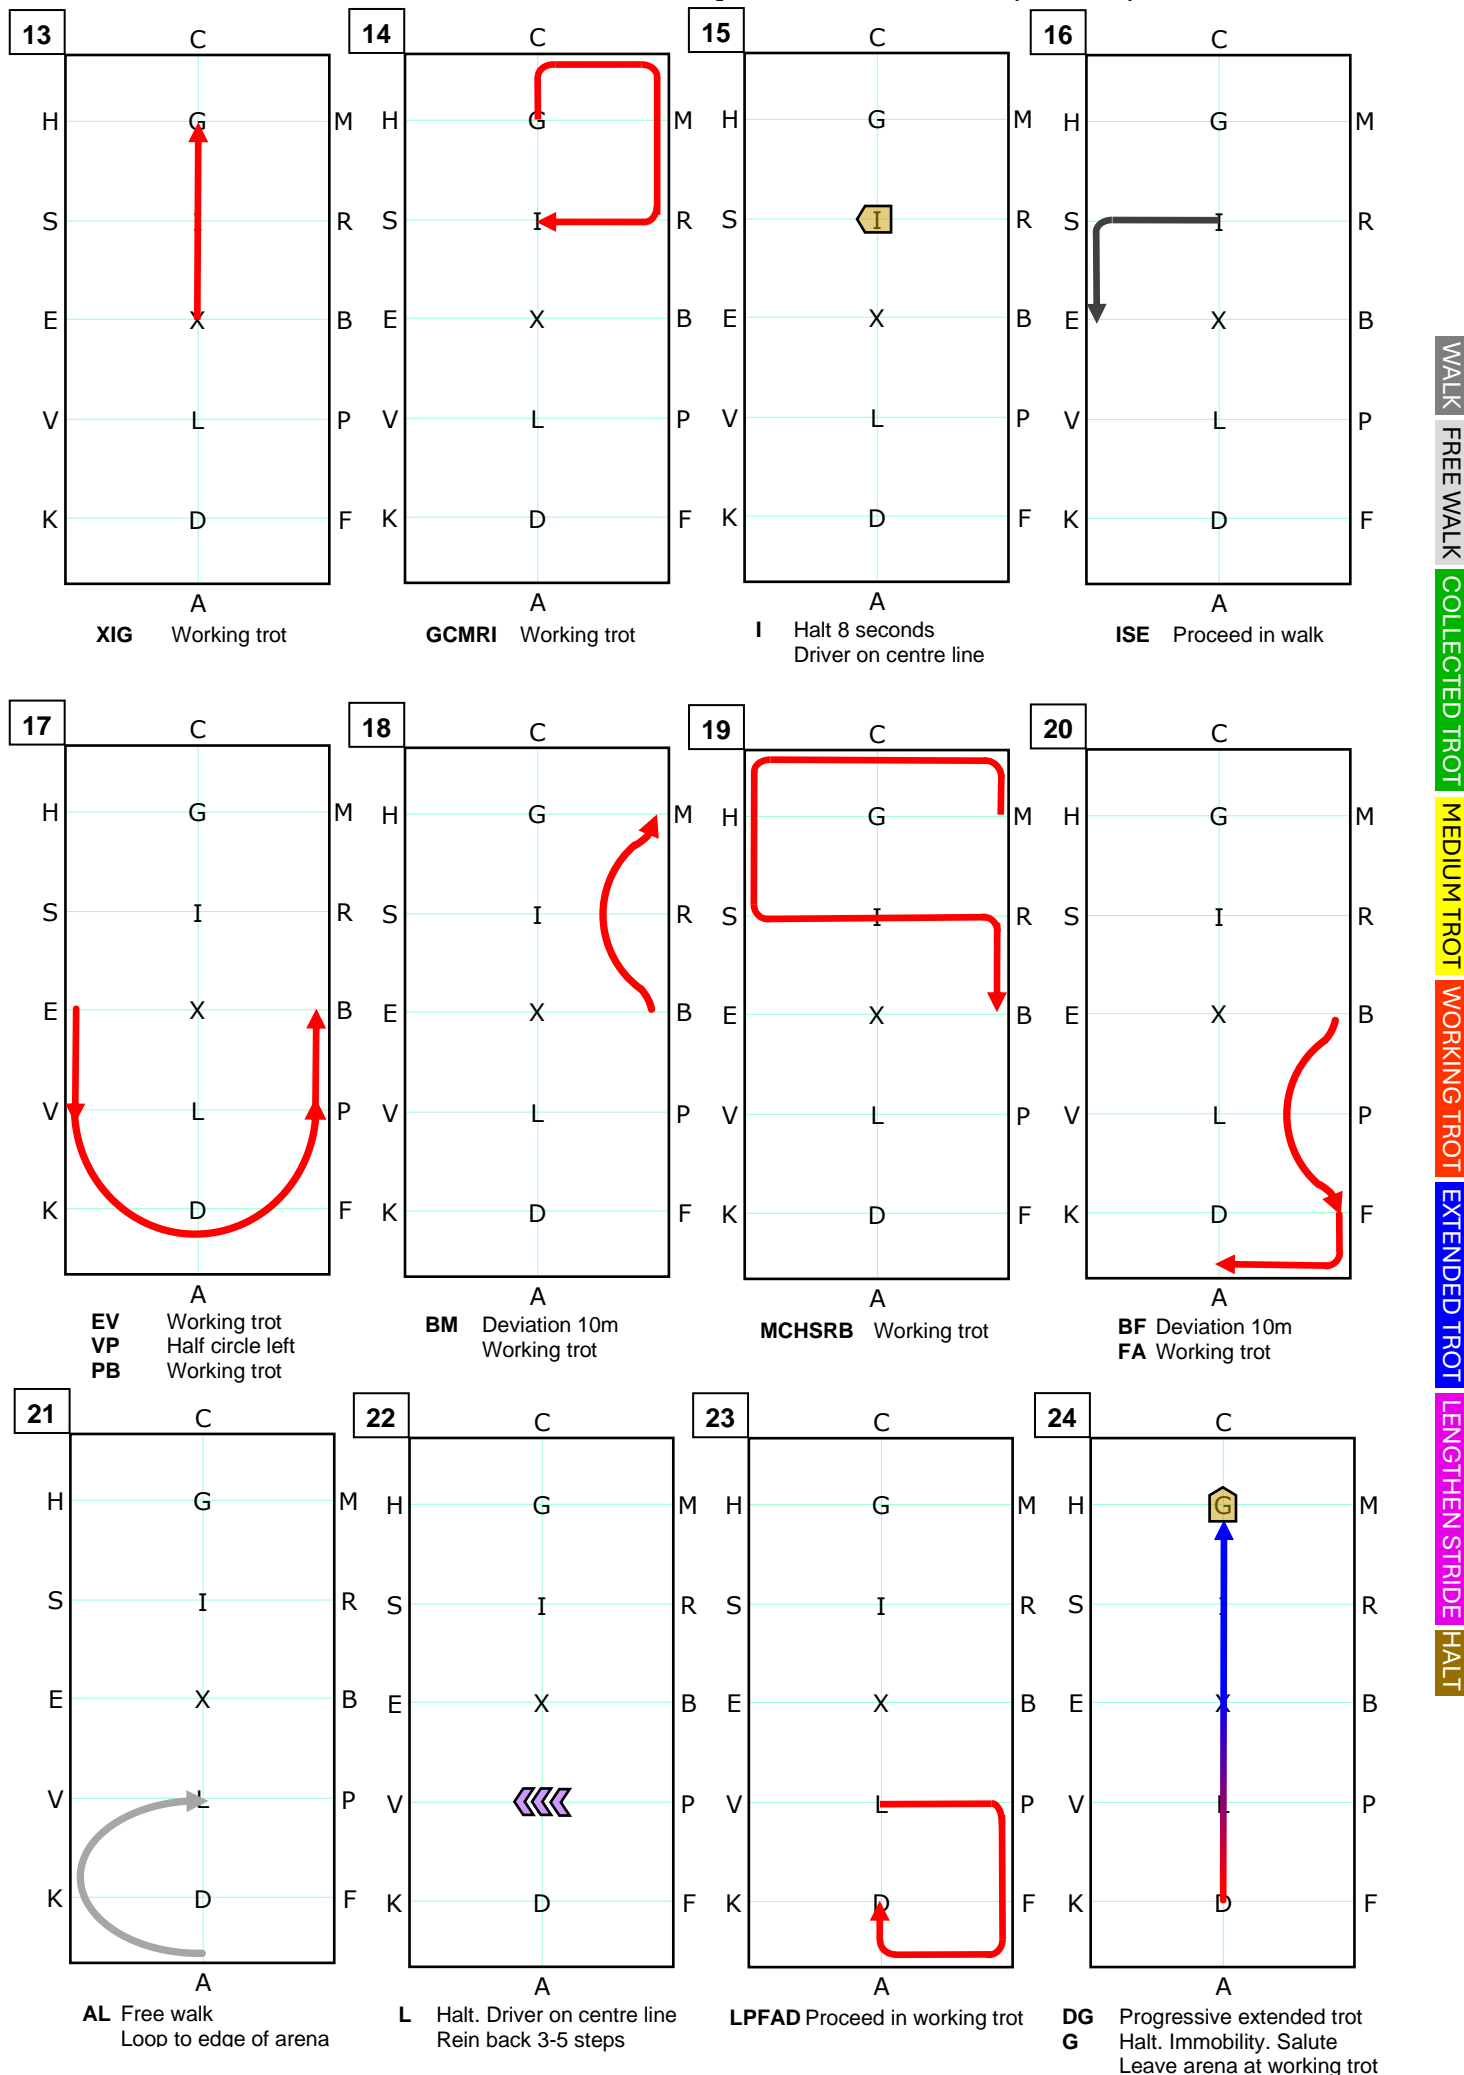 13
C
H G M
S R
E X B
V L P
K D F
A
XIG Working trot
14
C
H G M
S I R
E X B
V L P
K D F
A
GCMRI Working trot
15
C
H G M
S I R
E X B
V L P
K D F
A
I Halt 8 seconds
Driver on centre line
16
C
H G M
S I R
E X B
V L P
K D F
A
ISE Proceed in walk
17
C
H G M
S I R
E X B
V L P
K D F
A
EV Working trot
VP Half circle left
PB Working trot
18
C
H G M
S I R
E X B
V L P
K D F
A
BM Deviation 10m
Working trot
19
C
H G M
S I R
E X B
V L P
K D F
A
MCHSRB Working trot
20
C
H G M
S I R
E X B
V L P
K D F
A
BF Deviation 10m
FA Working trot
21
C
H G M
S I R
E X B
V L P
K D F
A
AL Free walk
Loop to edge of arena
22
C
H G M
S I R
E X B
V P
K D F
A
L Halt. Driver on centre line
Rein back 3-5 steps
23
C
H G M
S I R
E X B
V L P
K D F
A
LPFAD Proceed in working trot
24
C
H G M
S R
E X B
V L P
K D F
A
DG Progressive extended trot
G Halt. Immobility. Salute
Leave arena at working trot
WALK
FREE WALK
COLLECTED TROT
MEDIUM TROT
WORKING TROT
EXTENDED TROT
LENGTHEN STRIDE
HALT